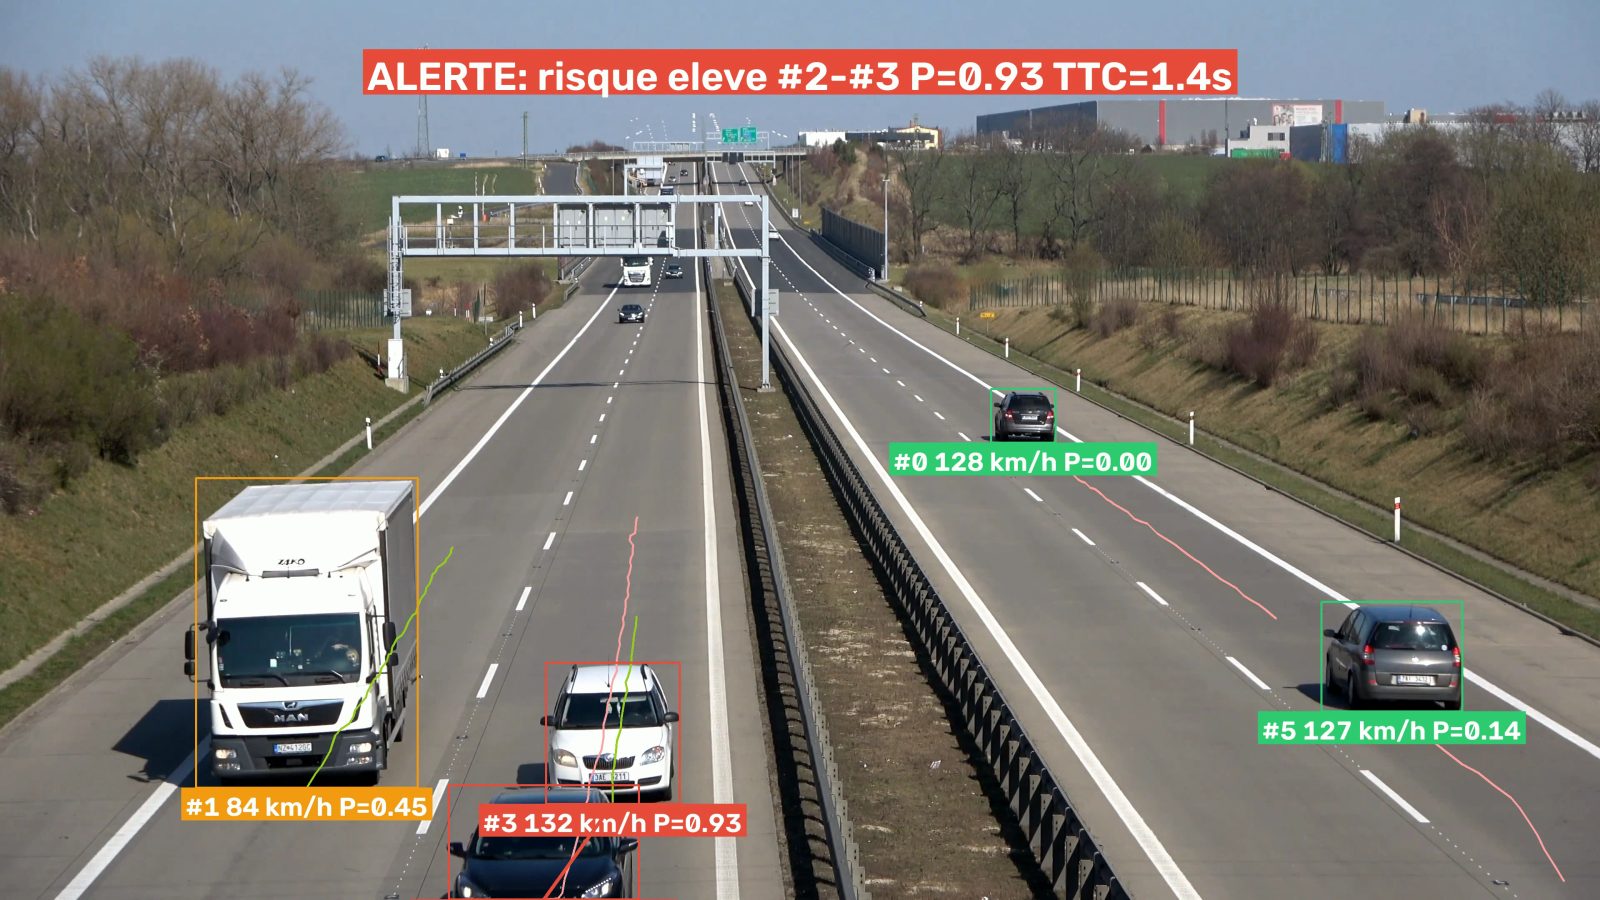 ALERTE: risque eleve #2-#3 P=0.93 TTC=1.4s
#0 128 km/h P=0.00
#5 127 km/h P=0.14
#1 84 km/h P=0.45
#3 132 km/h P=0.93
MAN